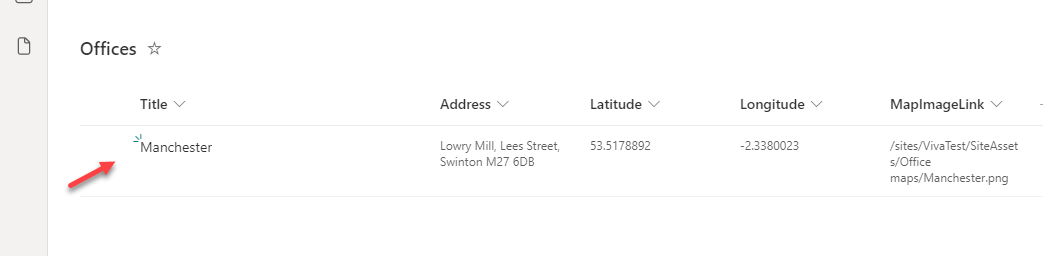 Offices
Title Address Latitude Longitude MapImageLink
Manchester
Lowry Mill, Lees Street,
Swinton M27 6DB
53.5178892
-2.3380023
/sites/VivaTest/SiteAsset
s/Office
maps/Manchester.png